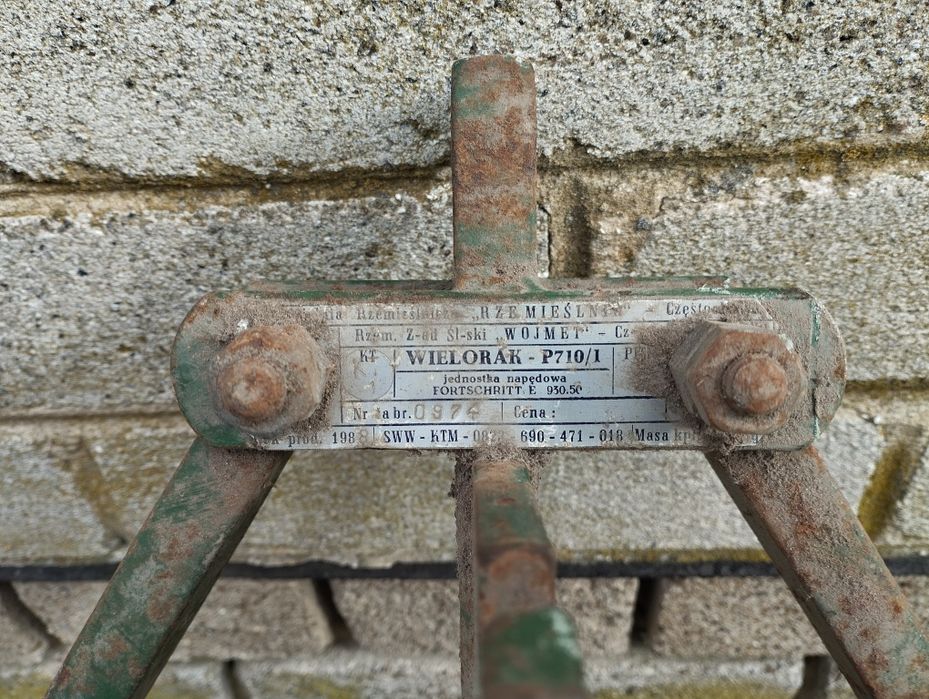 Rzemieślnicza „RZEMIEŚLNIK" - Często
Rzem. Z-ad Śl-ski WOJMET - Cz
KT WIELORAK - P710/1
jednostka napędowa
FORTSCHRITT. E 930.50
Nr fabr. 0974 Cena :
prod. 198 SWW - KTM - 690 - 471 - 018 Masa